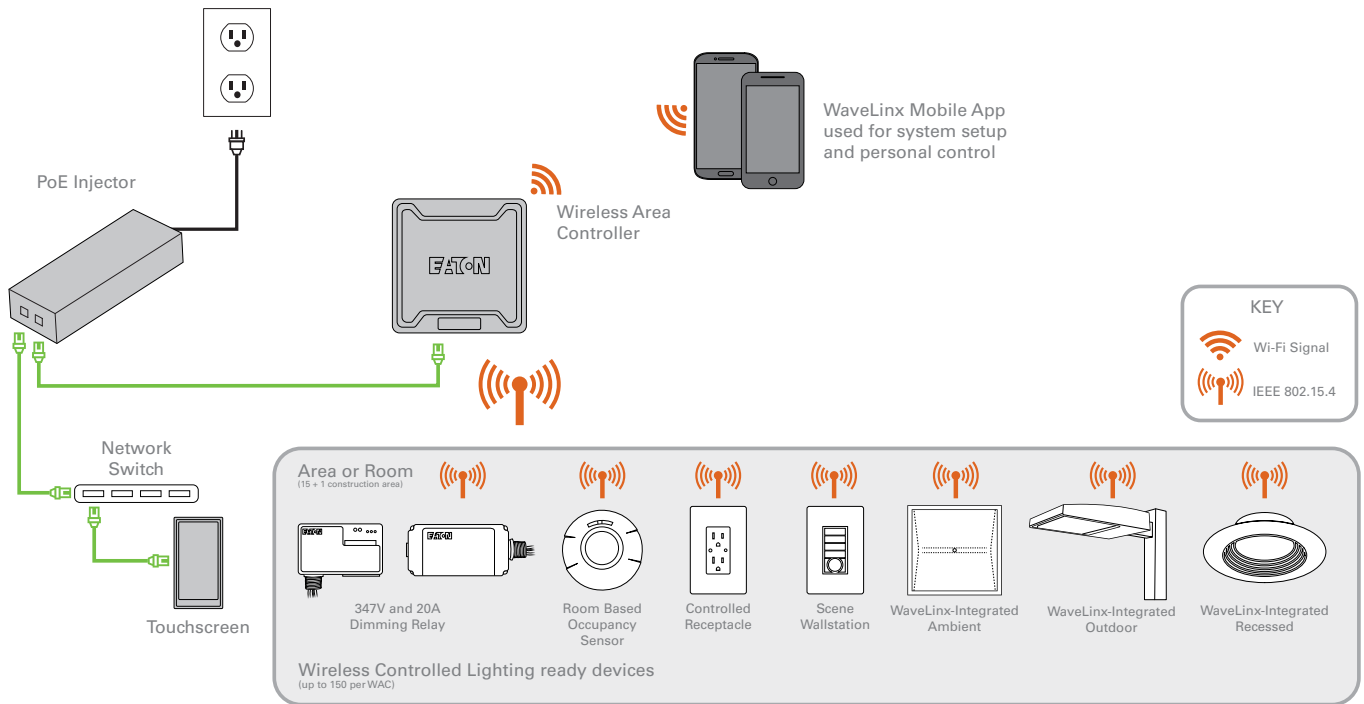 PoE Injector
WaveLinx Mobile App
used for system setup
and personal control
Wireless Area
Controller
EATON
KEY
Wi-Fi Signal
IEEE 802.15.4
Network
Switch
Touchscreen
Area or Room
(15 + 1 construction area)
EATON
EATON
347V and 20A
Dimming Relay
Room Based
Occupancy
Sensor
Controlled
Receptacle
Scene
Wallstation
WaveLinx-Integrated
Ambient
WaveLinx-Integrated
Outdoor
WaveLinx-Integrated
Recessed
Wireless Controlled Lighting ready devices
(up to 150 per WAC)